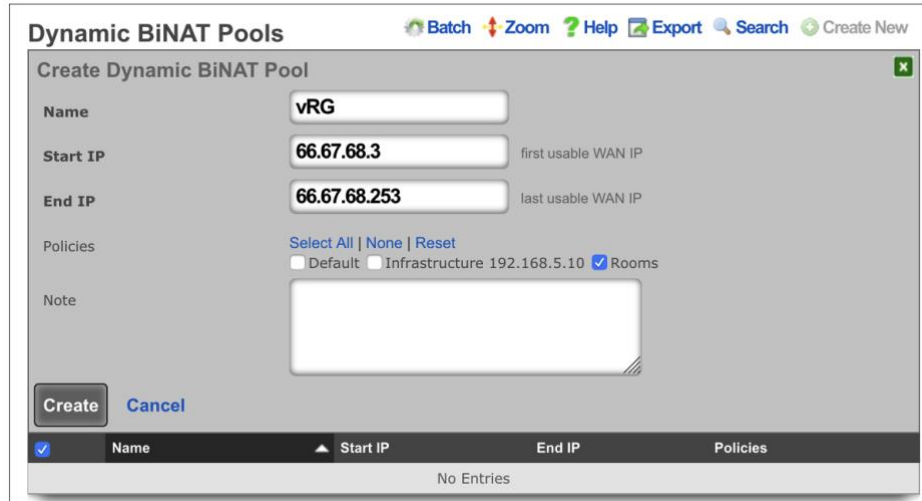 Dynamic BiNAT Pools Batch Zoom Help Export Search Create New
Create Dynamic BiNAT Pool x
Name vRG
Start IP 66.67.68.3 first usable WAN IP
End IP 66.67.68.253 last usable WAN IP
Policies Select All | None | Reset
Default Infrastructure 192.168.5.10 Rooms
Note
Create Cancel
Name Start IP End IP Policies
No Entries